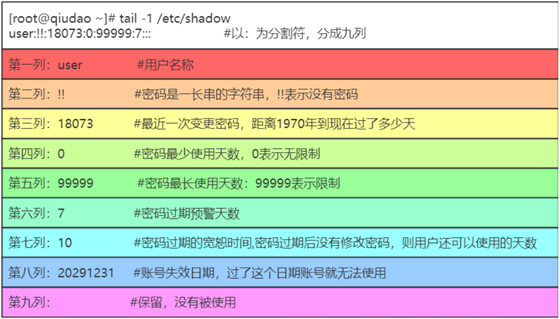 [root@qiudao ~]# tail -1 /etc/shadow
user:!!:18073:0:99999:7::: #以：为分割符，分成九列
第一列：user #用户名称
第二列：!! #密码是一长串的字符串，!!表示没有密码
第三列：18073 #最近一次变更密码，距离1970年到现在过了多少天
第四列：0 #密码最少使用天数，0表示无限制
第五列：99999 #密码最长使用天数：99999表示限制
第六列：7 #密码过期预警天数
第七列：10 #密码过期的宽恕时间,密码过期后没有修改密码，则用户还可以使用的天数
第八列：20291231 #账号失效日期，过了这个日期账号就无法使用
第九列： #保留，没有被使用